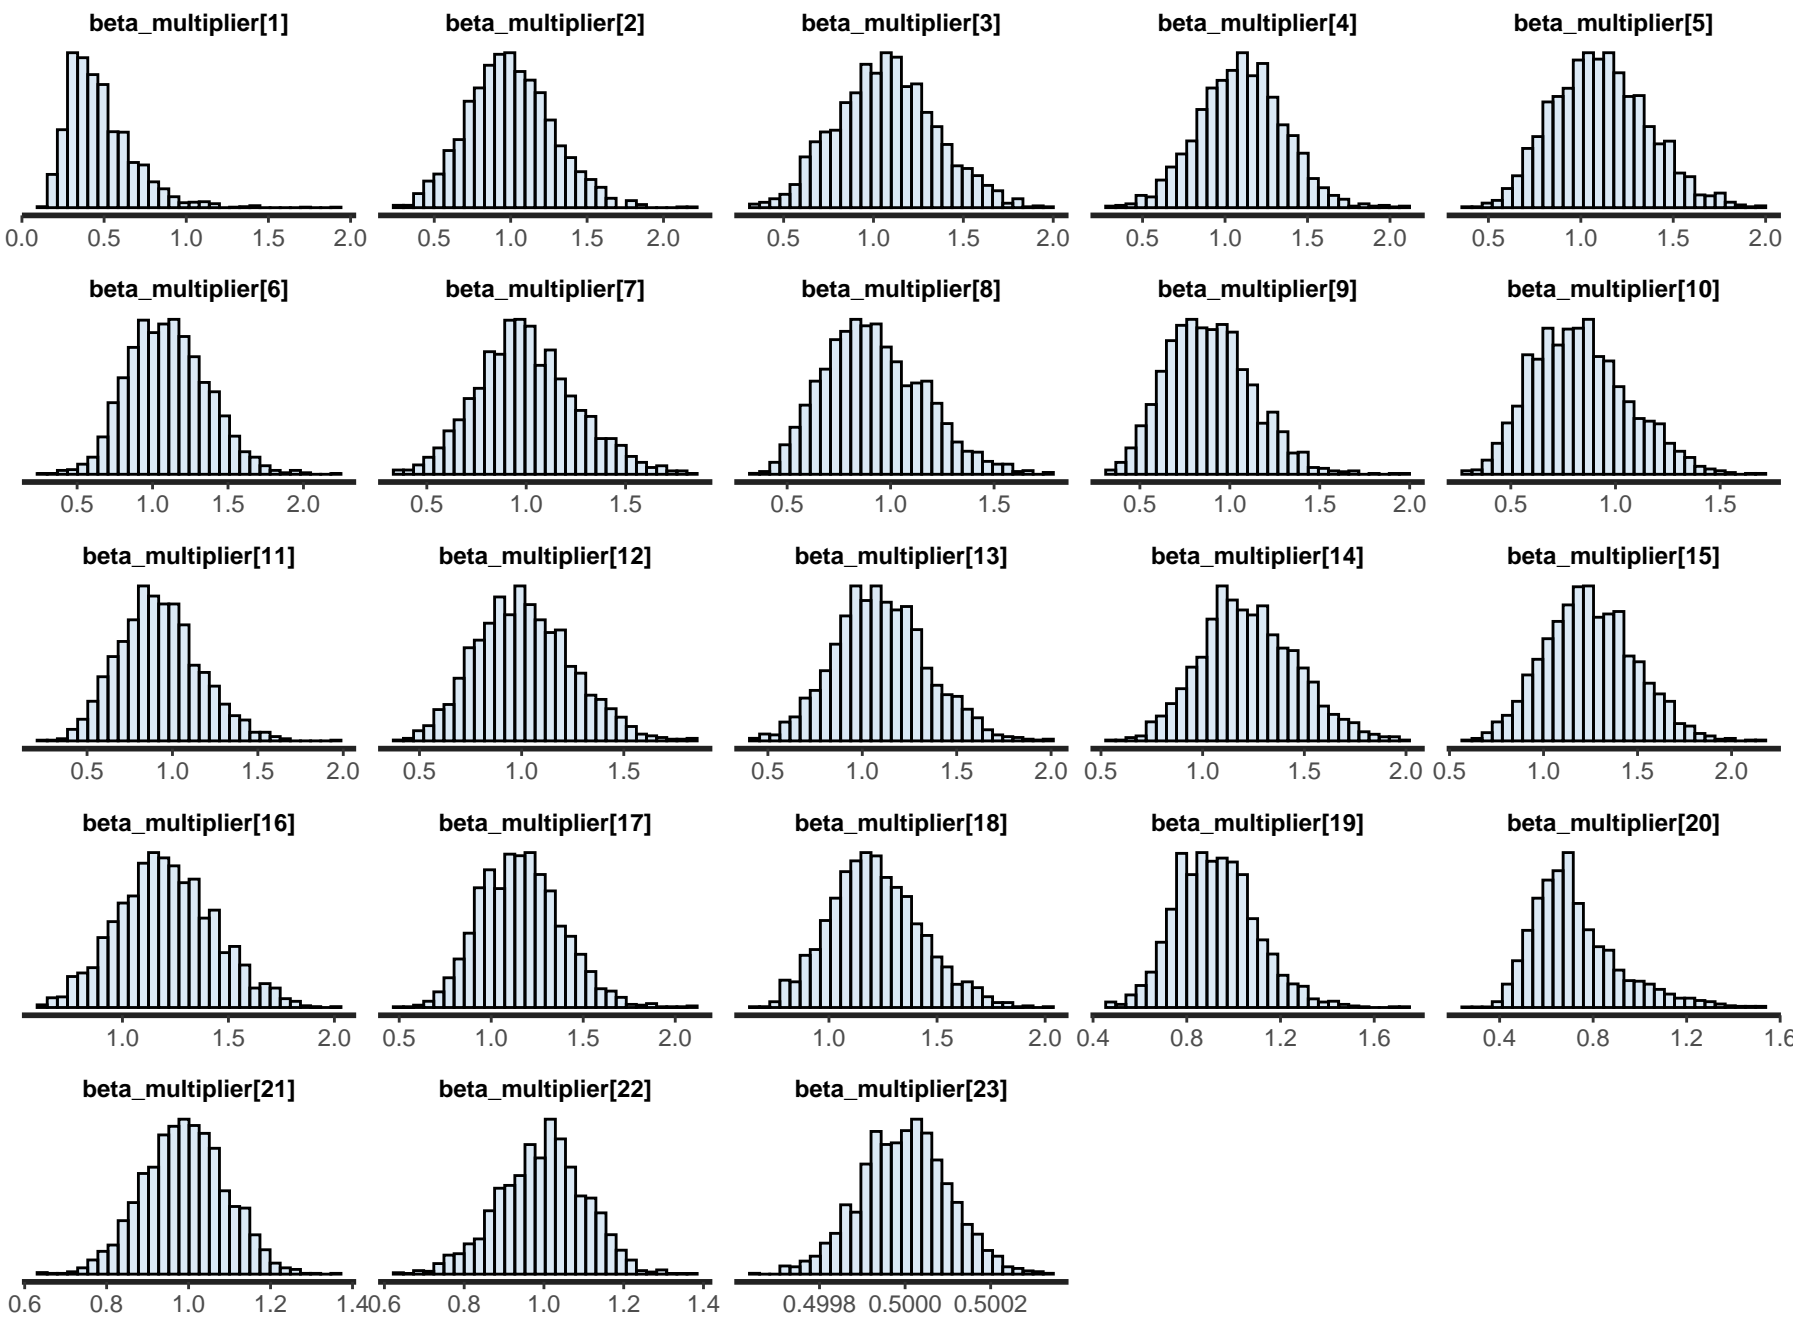 beta_multiplier[1] beta_multiplier[2] beta_multiplier[3] beta_multiplier[4] beta_multiplier[5]
0.0 0.5 1.0 1.5 2.0 0.5 1.0 1.5 2.0 0.5 1.0 1.5 2.0 0.5 1.0 1.5 2.0 0.5 1.0 1.5 2.0
beta_multiplier[6] beta_multiplier[7] beta_multiplier[8] beta_multiplier[9] beta_multiplier[10]
0.5 1.0 1.5 2.0 0.5 1.0 1.5 0.5 1.0 1.5 0.5 1.0 1.5 2.0 0.5 1.0 1.5
beta_multiplier[11] beta_multiplier[12] beta_multiplier[13] beta_multiplier[14] beta_multiplier[15]
0.5 1.0 1.5 2.0 0.5 1.0 1.5 0.5 1.0 1.5 2.0 0.5 1.0 1.5 2.0 0.5 1.0 1.5 2.0
beta_multiplier[16] beta_multiplier[17] beta_multiplier[18] beta_multiplier[19] beta_multiplier[20]
1.0 1.5 2.0 0.5 1.0 1.5 2.0 1.0 1.5 2.0 0.4 0.8 1.2 1.6 0.4 0.8 1.2 1.6
beta_multiplier[21] beta_multiplier[22] beta_multiplier[23]
0.6 0.8 1.0 1.2 1.4 0.6 0.8 1.0 1.2 1.4 0.4998 0.5000 0.5002